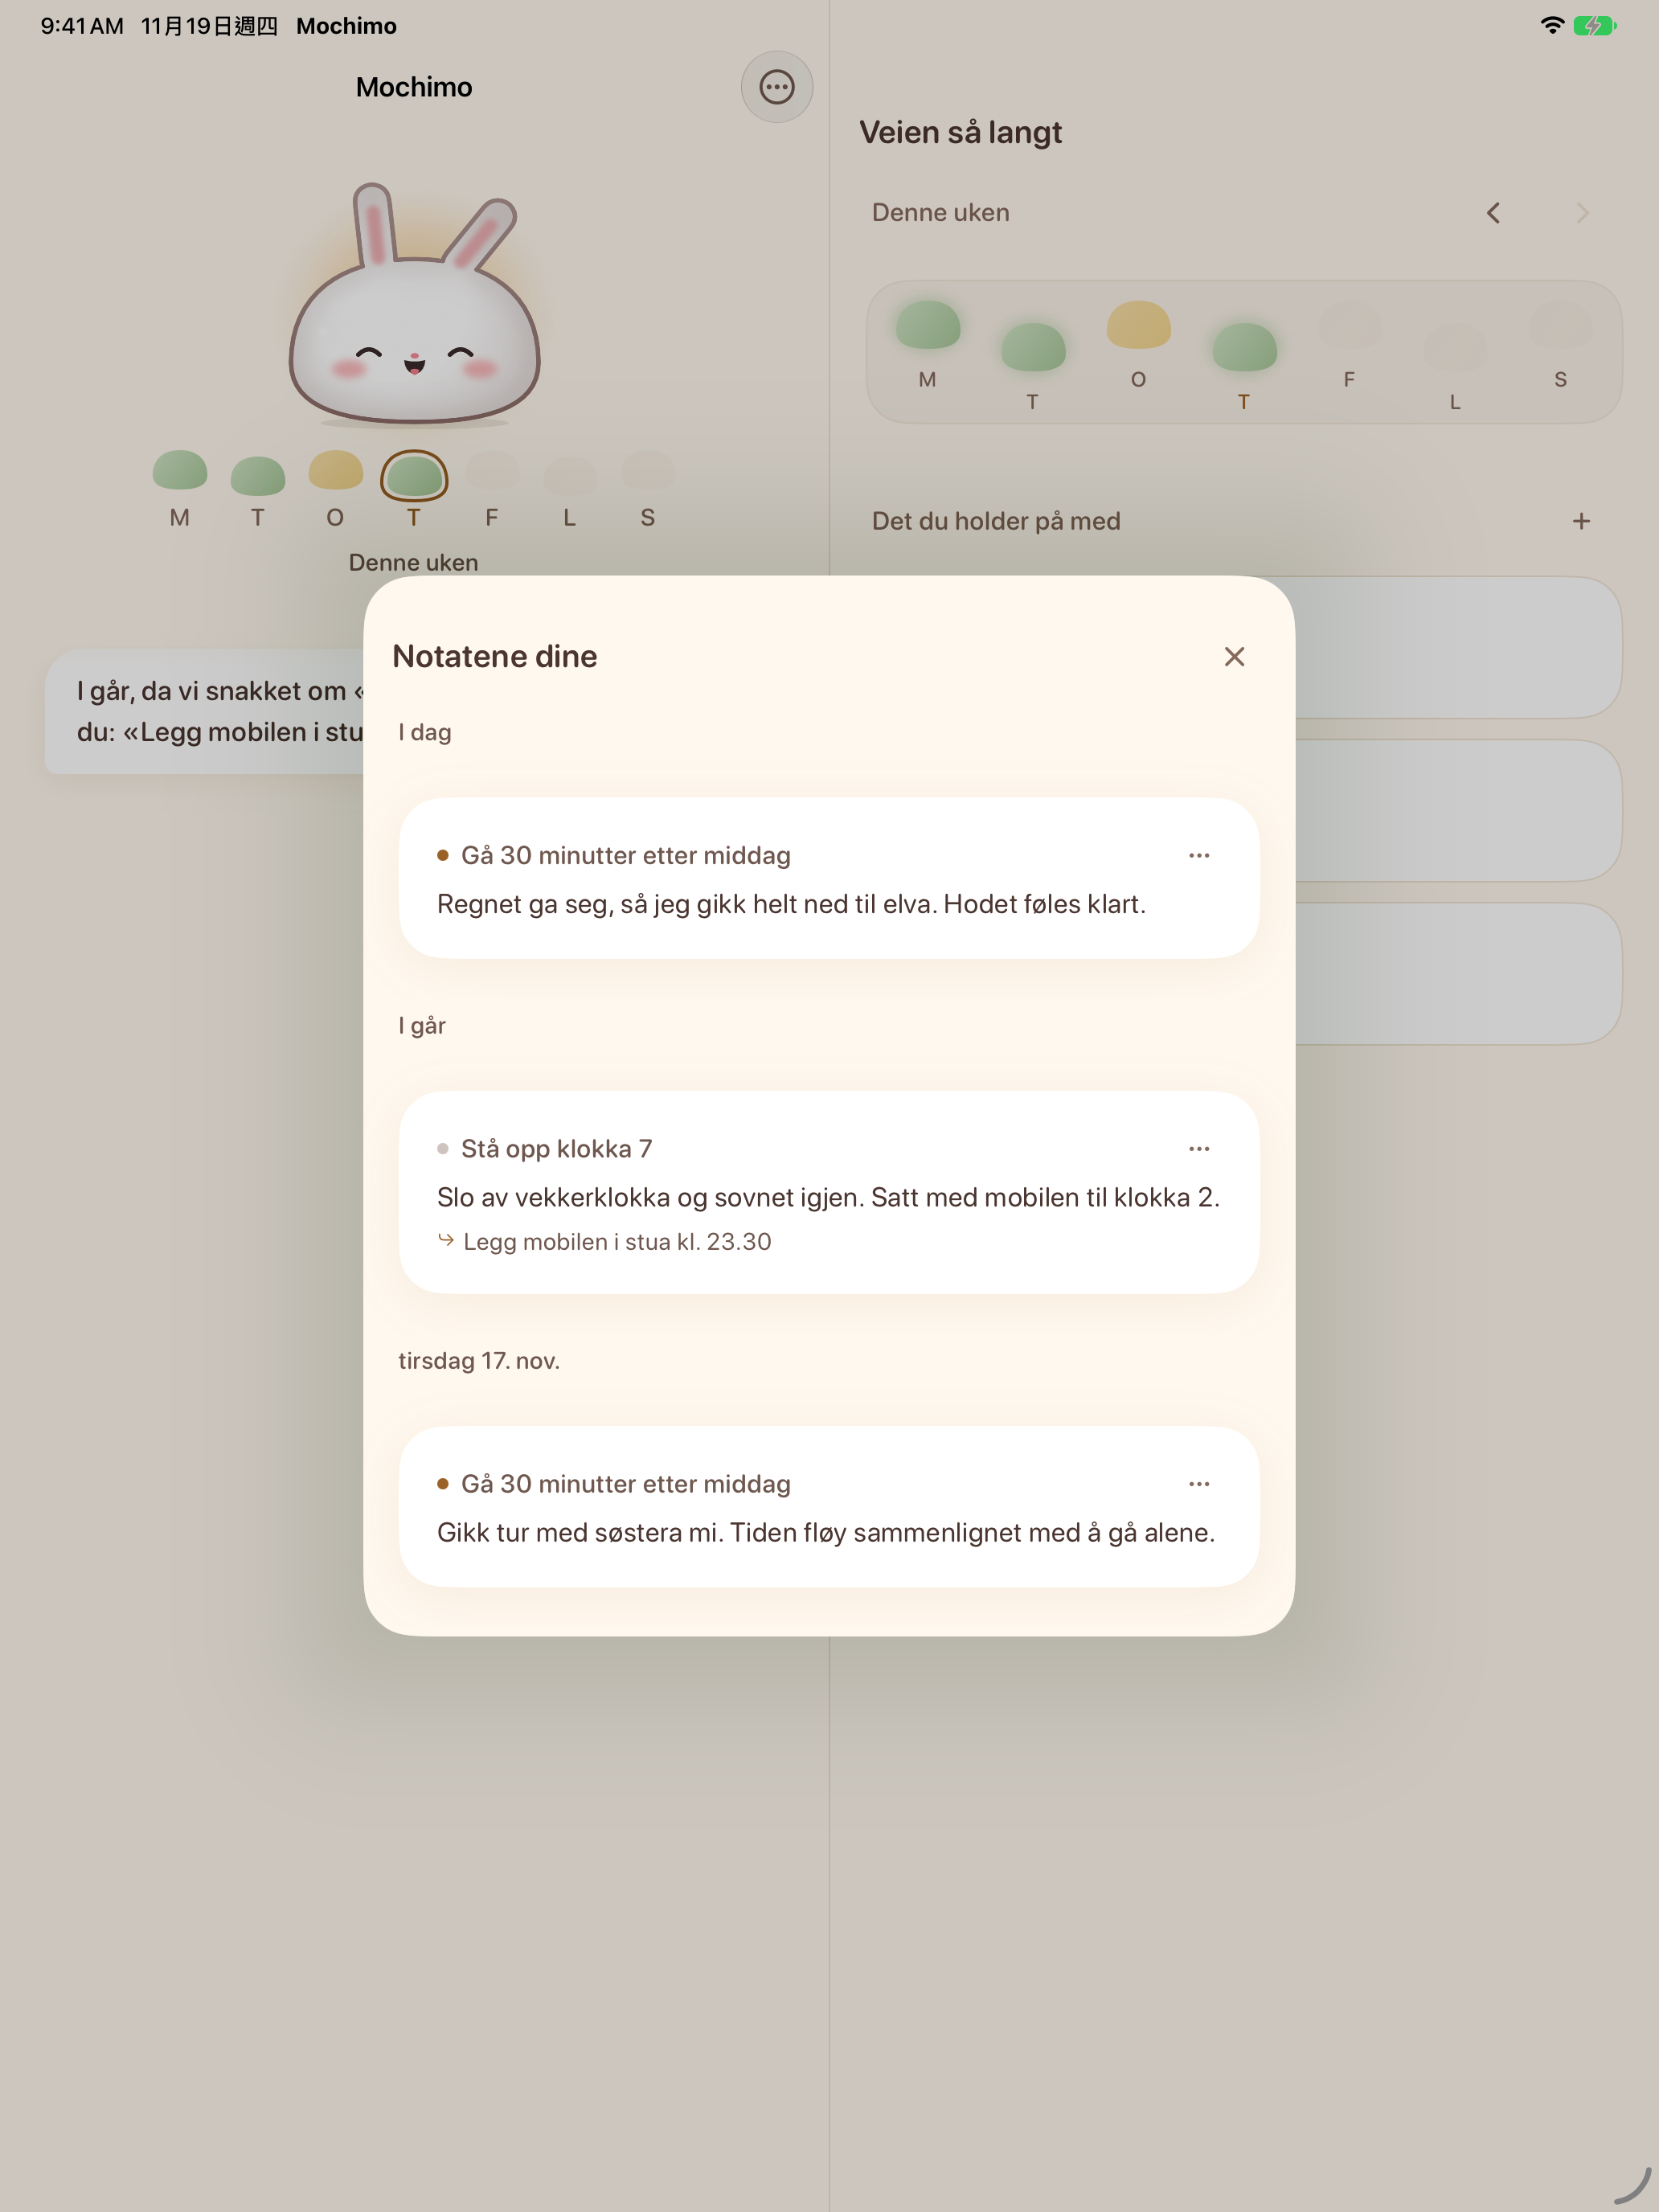 9:41 AM 11月19日週四 Mochimo
Mochimo
M T O T F L S
Denne uken
I går, da vi snakket om «
du: «Legg mobilen i stu
Veien så langt
Denne uken
M T O T F L S
Det du holder på med
Notatene dine
I dag
Gå 30 minutter etter middag
Regnet ga seg, så jeg gikk helt ned til elva. Hodet føles klart.
I går
Stå opp klokka 7
Slo av vekkerklokka og sovnet igjen. Satt med mobilen til klokka 2.
Legg mobilen i stua kl. 23.30
tirsdag 17. nov.
Gå 30 minutter etter middag
Gikk tur med søstera mi. Tiden fløy sammenlignet med å gå alene.